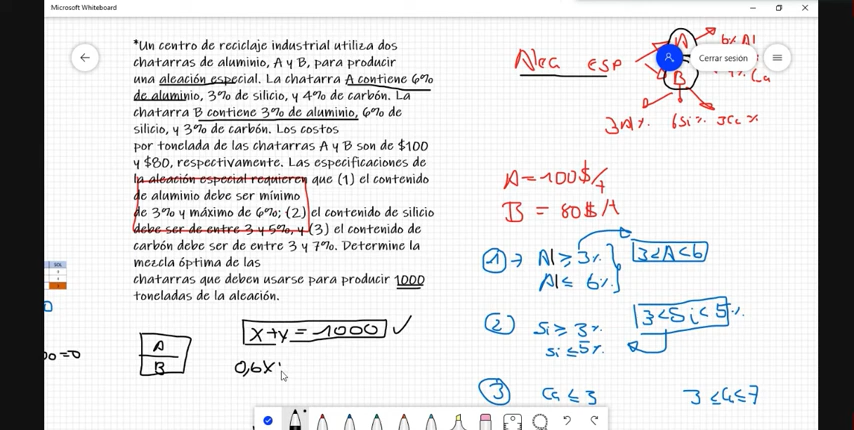 Microsoft Whiteboard
*Un centro de reciclaje industrial utiliza dos
chatarras de aluminio, A y B, para producir
una aleación especial. La chatarra A contiene 6%
de aluminio, 3% de silicio, y 4% de carbón. La
chatarra B contiene 3% de aluminio, 6% de
silicio, y 3% de carbón. Los costos
por tonelada de las chatarras A y B son de $100
y $80, respectivamente. Las especificaciones de
la aleación especial requieren que (1) el contenido
de aluminio debe ser mínimo
de 3% y máximo de 6%; (2) el contenido de silicio
debe ser de entre 3 y 5%, y (3) el contenido de
carbón debe ser de entre 3 y 7%. Determine la
mezcla óptima de las
chatarras que deben usarse para producir 1000
toneladas de la aleación.
A
B
x+y = 1000 ✓
0,6x
Alea ESP
A
6% Al
Cerrar sesión
B
3Al% 6Si%
A = 100$/t
B = 80$/t
1 → Al ≥ 3% 3<A<6
Al ≤ 6%
2 Si ≥ 3% 3<Si<5%
Si ≤ 5%
3 Ca ≤ 3 3 ≤ Ca ≤ 7